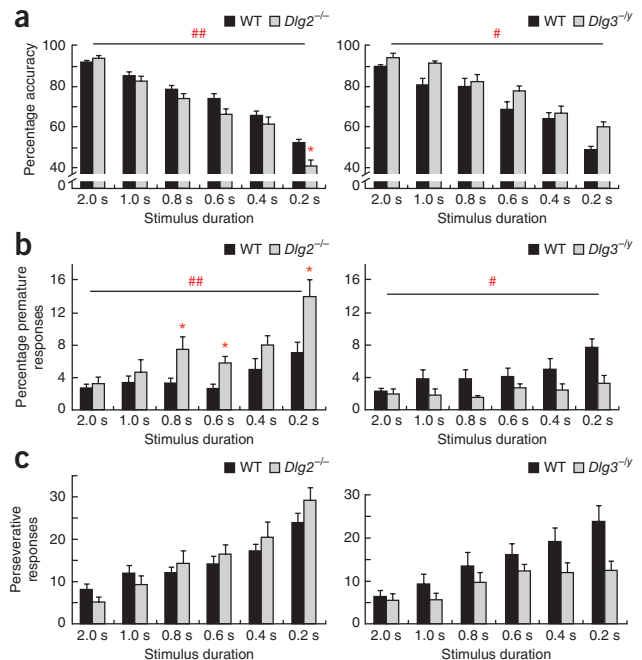 a
WT Dlg2−/−
##
Percentage accuracy
100
80
60
40
0
*
2.0 s 1.0 s 0.8 s 0.6 s 0.4 s 0.2 s
Stimulus duration
WT Dlg3−/y
#
100
80
60
40
0
2.0 s 1.0 s 0.8 s 0.6 s 0.4 s 0.2 s
Stimulus duration
b
WT Dlg2−/−
##
Percentage premature
responses
16
12
8
4
0
* * *
2.0 s 1.0 s 0.8 s 0.6 s 0.4 s 0.2 s
Stimulus duration
WT Dlg3−/y
#
16
12
8
4
0
2.0 s 1.0 s 0.8 s 0.6 s 0.4 s 0.2 s
Stimulus duration
c
WT Dlg2−/−
Perseverative
responses
30
20
10
0
2.0 s 1.0 s 0.8 s 0.6 s 0.4 s 0.2 s
Stimulus duration
WT Dlg3−/y
30
20
10
0
2.0 s 1.0 s 0.8 s 0.6 s 0.4 s 0.2 s
Stimulus duration